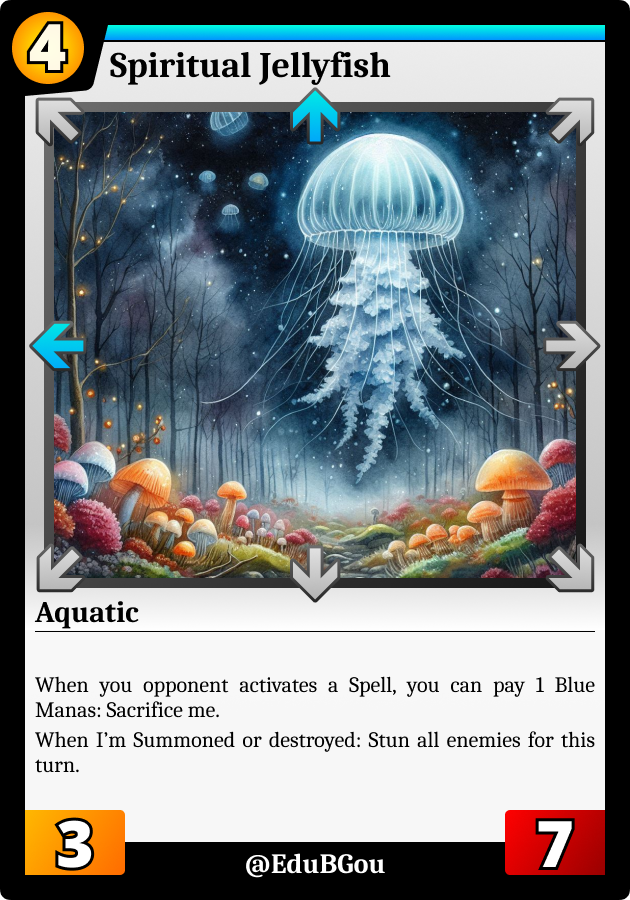 4
Spiritual Jellyfish
Aquatic
When you opponent activates a Spell, you can pay 1 Blue
Manas: Sacrifice me.
When I’m Summoned or destroyed: Stun all enemies for this
turn.
3
@EduBGou
7